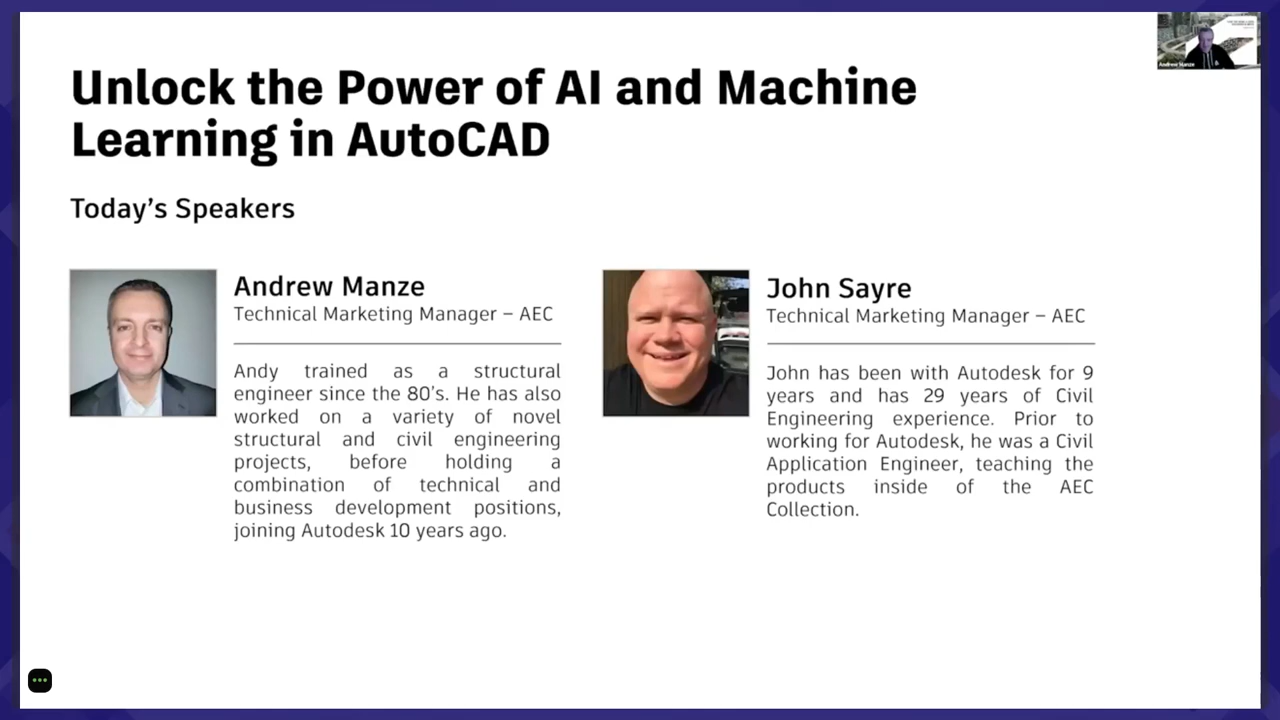 Unlock the Power of AI and Machine
Learning in AutoCAD
Today's Speakers
Andrew Manze
Technical Marketing Manager – AEC
Andy trained as a structural
engineer since the 80's. He has also
worked on a variety of novel
structural and civil engineering
projects, before holding a
combination of technical and
business development positions,
joining Autodesk 10 years ago.
John Sayre
Technical Marketing Manager – AEC
John has been with Autodesk for 9
years and has 29 years of Civil
Engineering experience. Prior to
working for Autodesk, he was a Civil
Application Engineer, teaching the
products inside of the AEC
Collection.
Andrew Manze